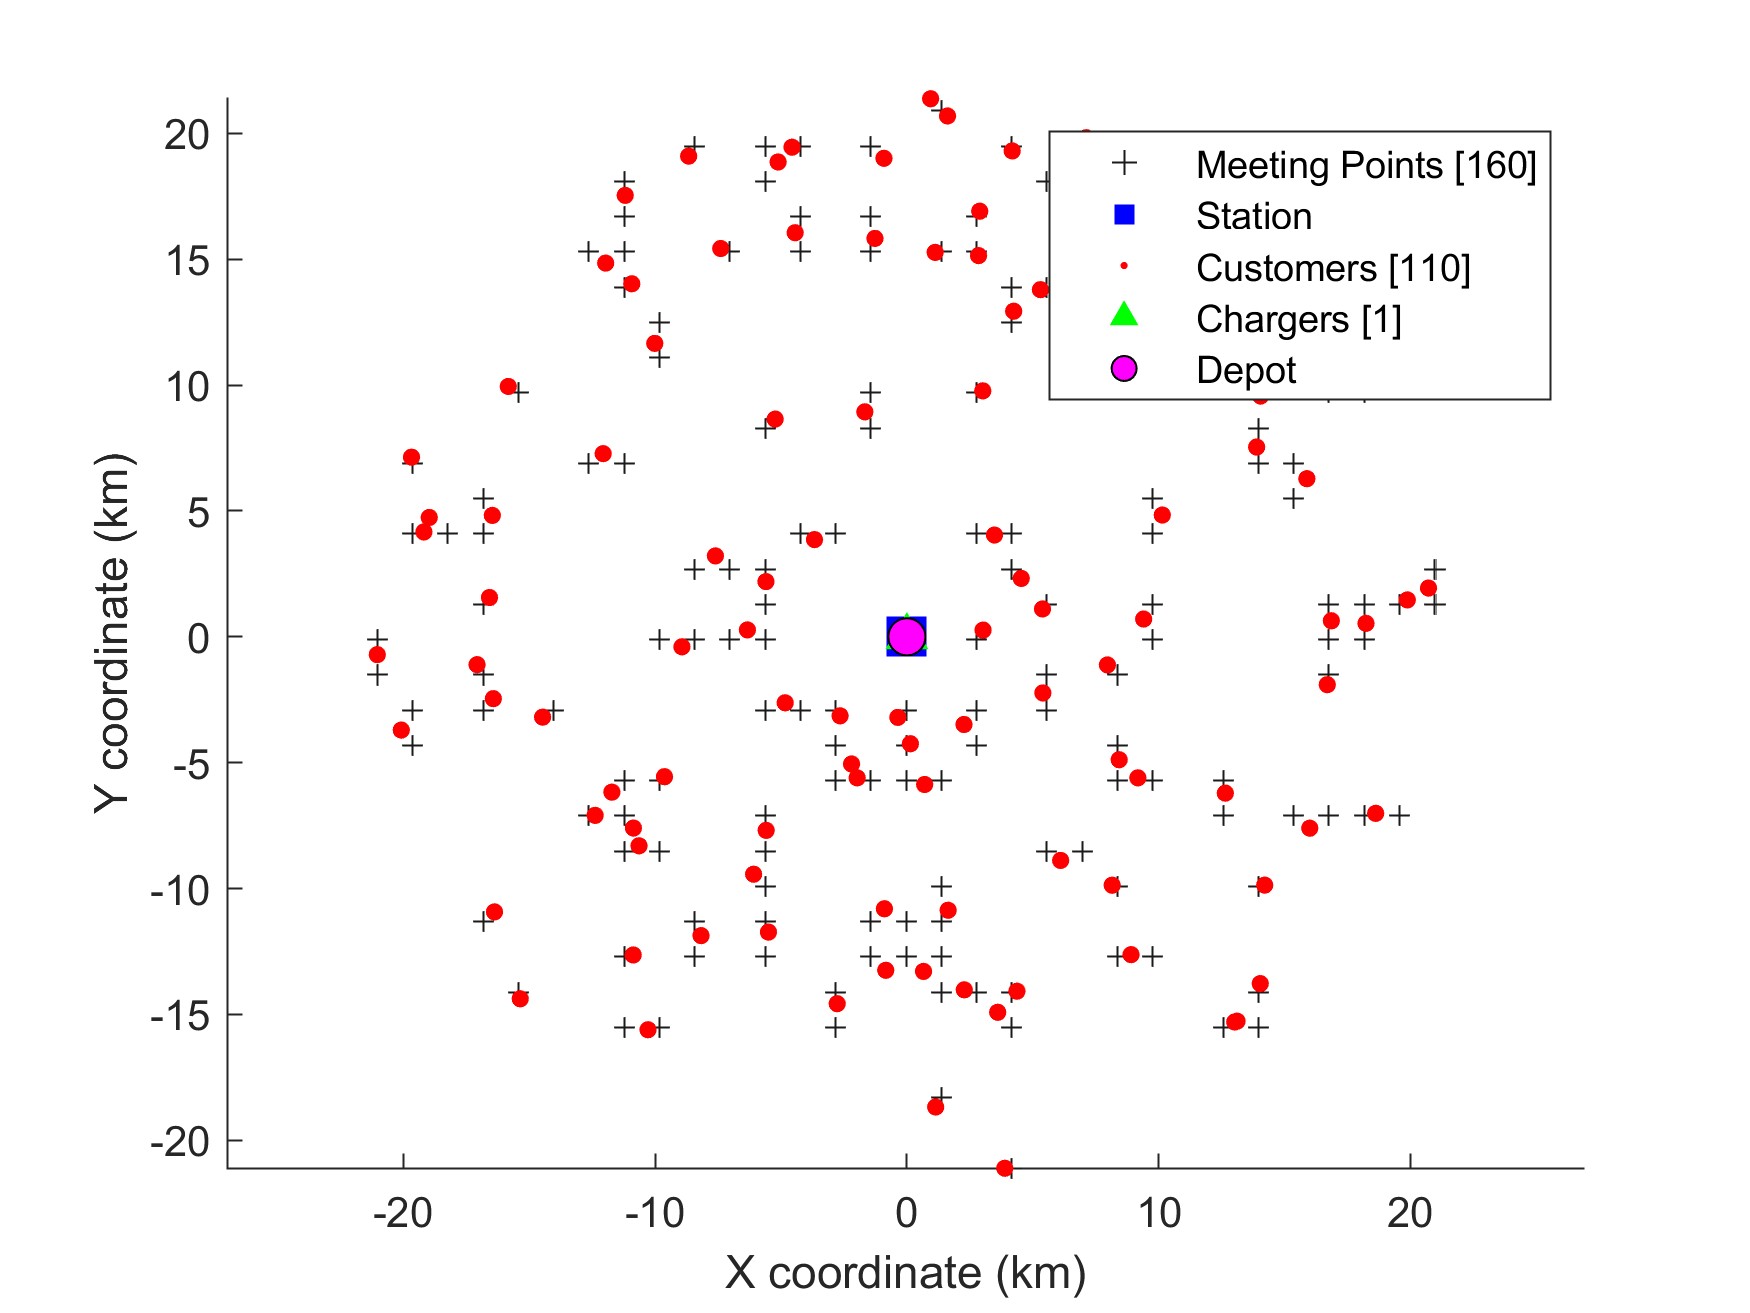 20
15
10
5
0
-5
-10
-15
-20
Y coordinate (km)
Meeting Points [160]
Station
Customers [110]
Chargers [1]
Depot
-20 -10 0 10 20
X coordinate (km)